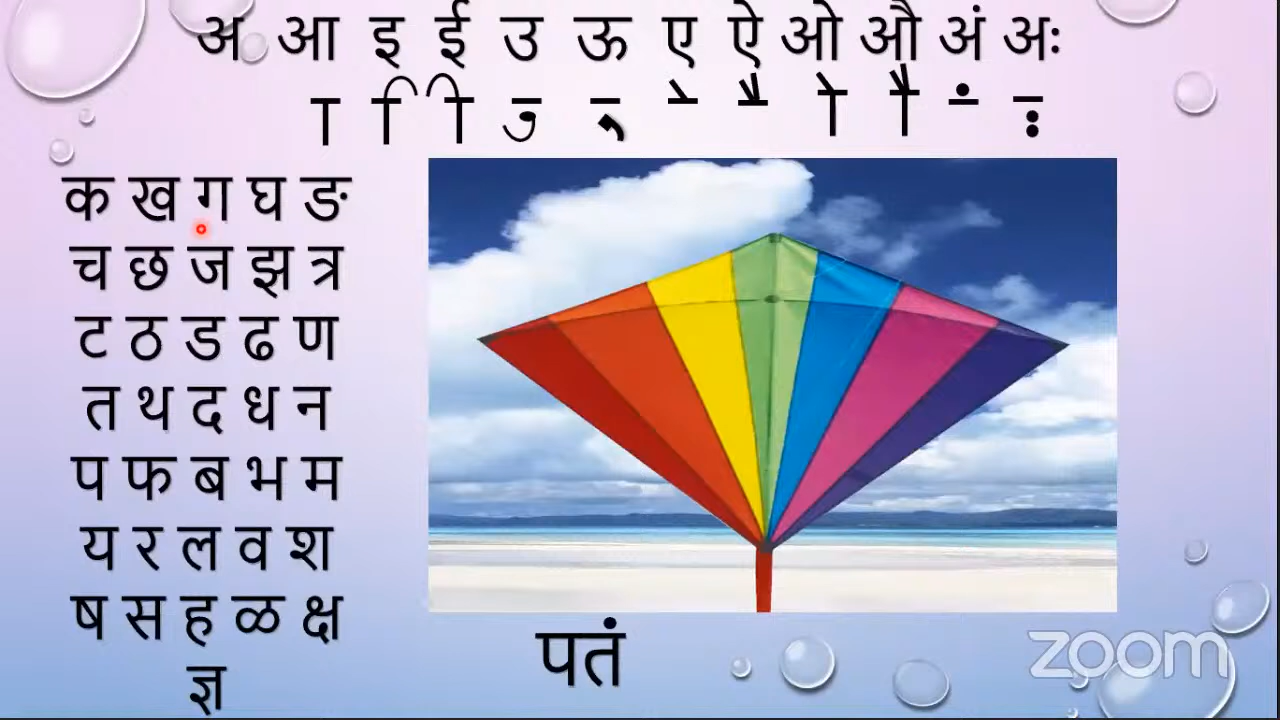 अ आ इ ई उ ऊ ए ऐ ओ औ अं अः
ा ि ी ु ू े ै ो ौ ं ः
क ख ग घ ङ
च छ ज झ त्र
ट ठ ड ढ ण
त थ द ध न
प फ ब भ म
य र ल व श
ष स ह ळ क्ष
ज्ञ
पतं
zoom